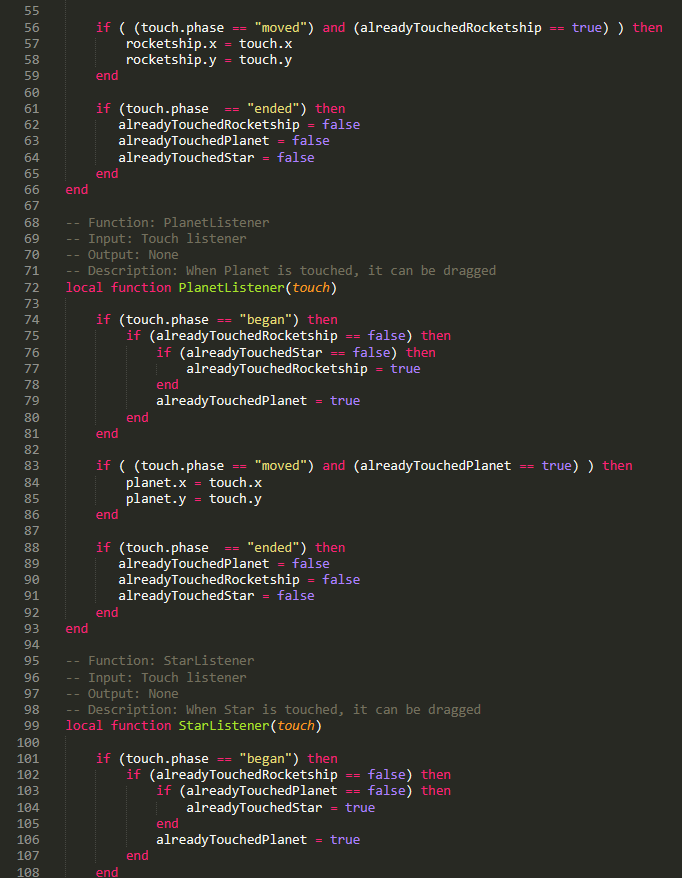 55
56 if ( (touch.phase == "moved") and (alreadyTouchedRocketship == true) ) then
57 rocketship.x = touch.x
58 rocketship.y = touch.y
59 end
60
61 if (touch.phase  == "ended") then
62 alreadyTouchedRocketship = false
63 alreadyTouchedPlanet = false
64 alreadyTouchedStar = false
65 end
66 end
67
68 -- Function: PlanetListener
69 -- Input: Touch listener
70 -- Output: None
71 -- Description: When Planet is touched, it can be dragged
72 local function PlanetListener(touch)
73
74 if (touch.phase == "began") then
75 if (alreadyTouchedRocketship == false) then
76 if (alreadyTouchedStar == false) then
77 alreadyTouchedRocketship = true
78 end
79 alreadyTouchedPlanet = true
80 end
81 end
82
83 if ( (touch.phase == "moved") and (alreadyTouchedPlanet == true) ) then
84 planet.x = touch.x
85 planet.y = touch.y
86 end
87
88 if (touch.phase  == "ended") then
89 alreadyTouchedPlanet = false
90 alreadyTouchedRocketship = false
91 alreadyTouchedStar = false
92 end
93 end
94
95 -- Function: StarListener
96 -- Input: Touch listener
97 -- Output: None
98 -- Description: When Star is touched, it can be dragged
99 local function StarListener(touch)
100
101 if (touch.phase == "began") then
102 if (alreadyTouchedRocketship == false) then
103 if (alreadyTouchedPlanet == false) then
104 alreadyTouchedStar = true
105 end
106 alreadyTouchedPlanet = true
107 end
108 end